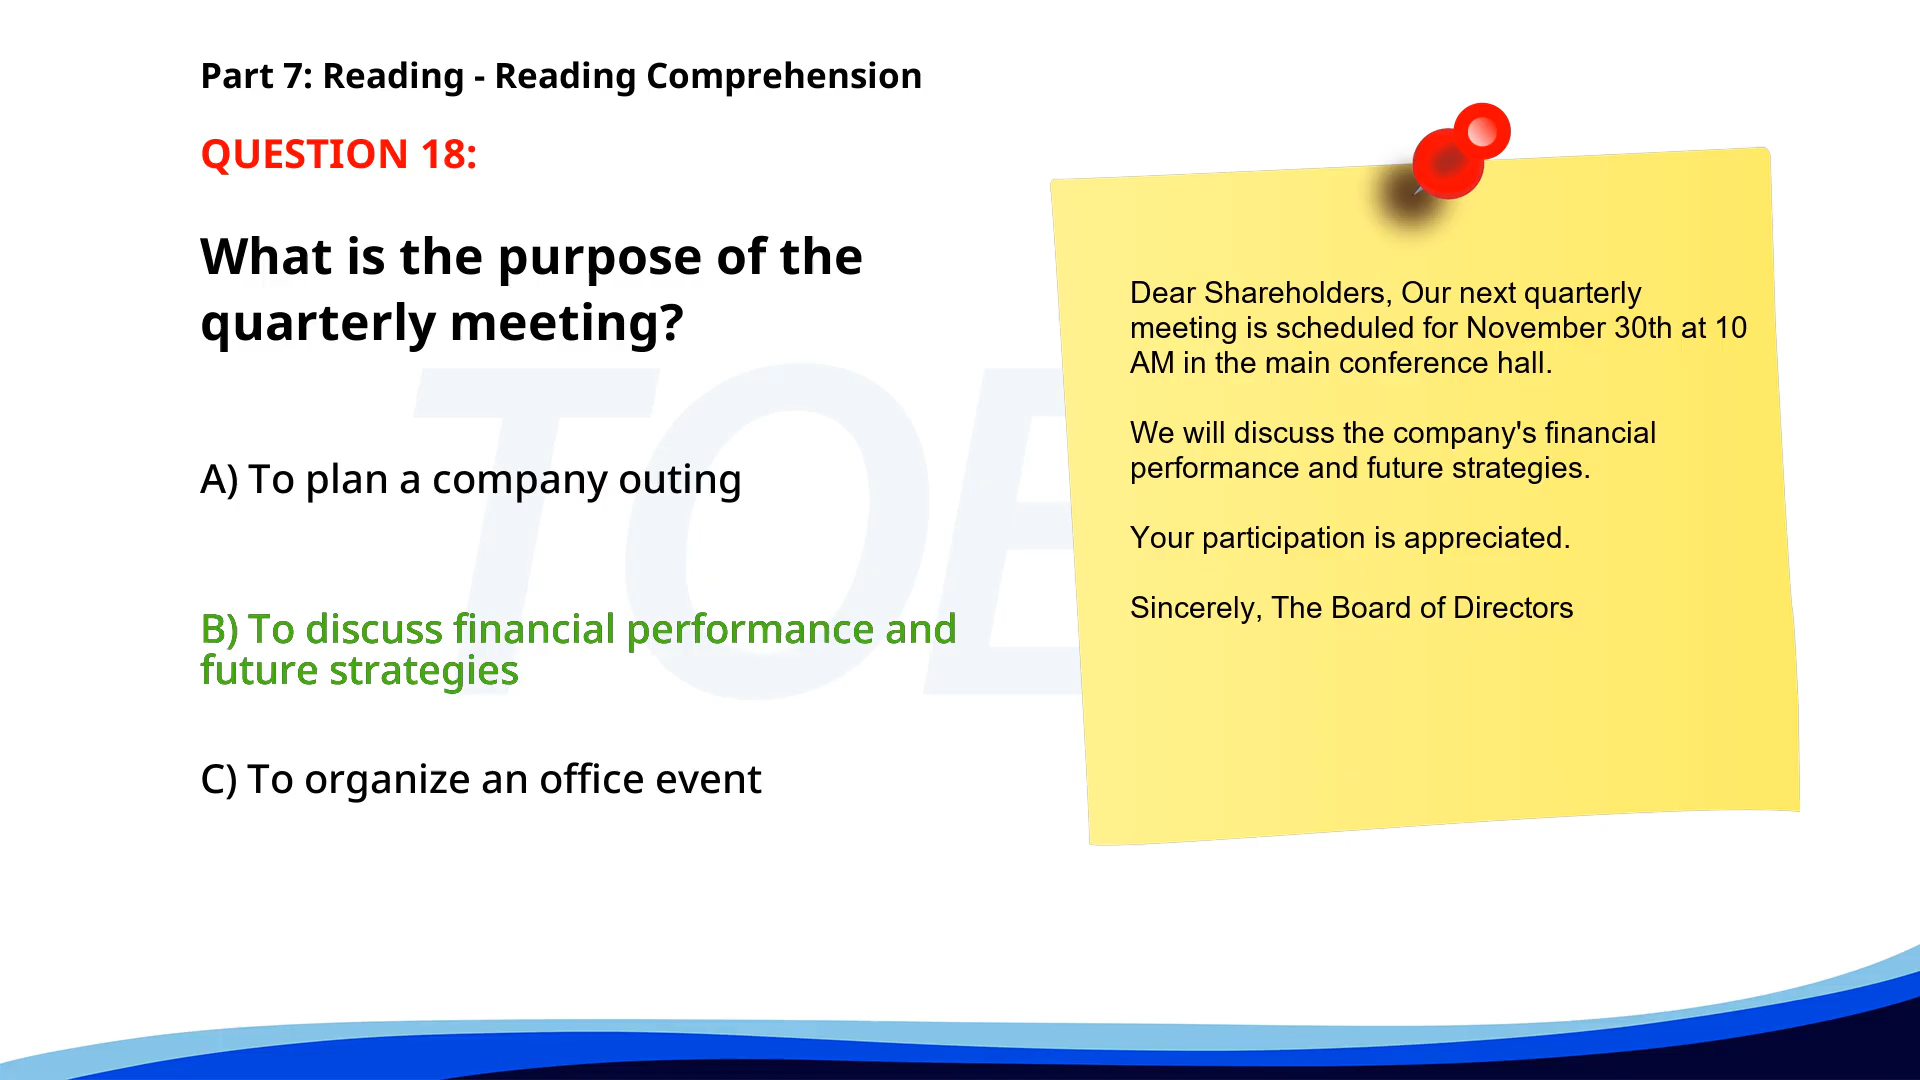 Part 7: Reading - Reading Comprehension
QUESTION 18:
What is the purpose of the
quarterly meeting?
A) To plan a company outing
B) To discuss financial performance and
future strategies
C) To organize an office event
Dear Shareholders, Our next quarterly
meeting is scheduled for November 30th at 10
AM in the main conference hall.
We will discuss the company's financial
performance and future strategies.
Your participation is appreciated.
Sincerely, The Board of Directors
TOE